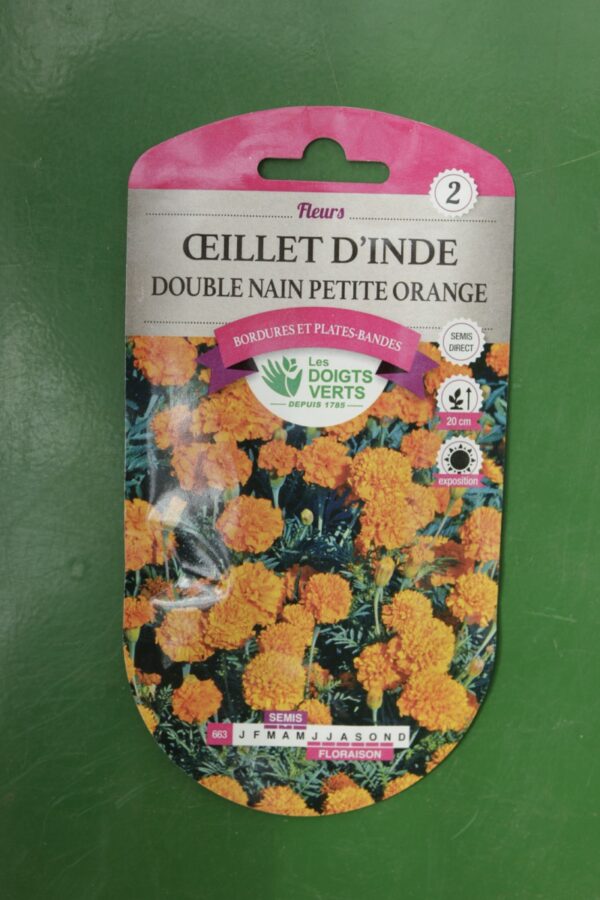 2
Fleurs
ŒILLET D'INDE
DOUBLE NAIN PETITE ORANGE
BORDURES ET PLATES-BANDES
SEMIS
DIRECT
Les
DOIGTS
VERTS
DEPUIS 1785
20 cm
exposition
SEMIS
663 J F M A M J J A S O N D
FLORAISON